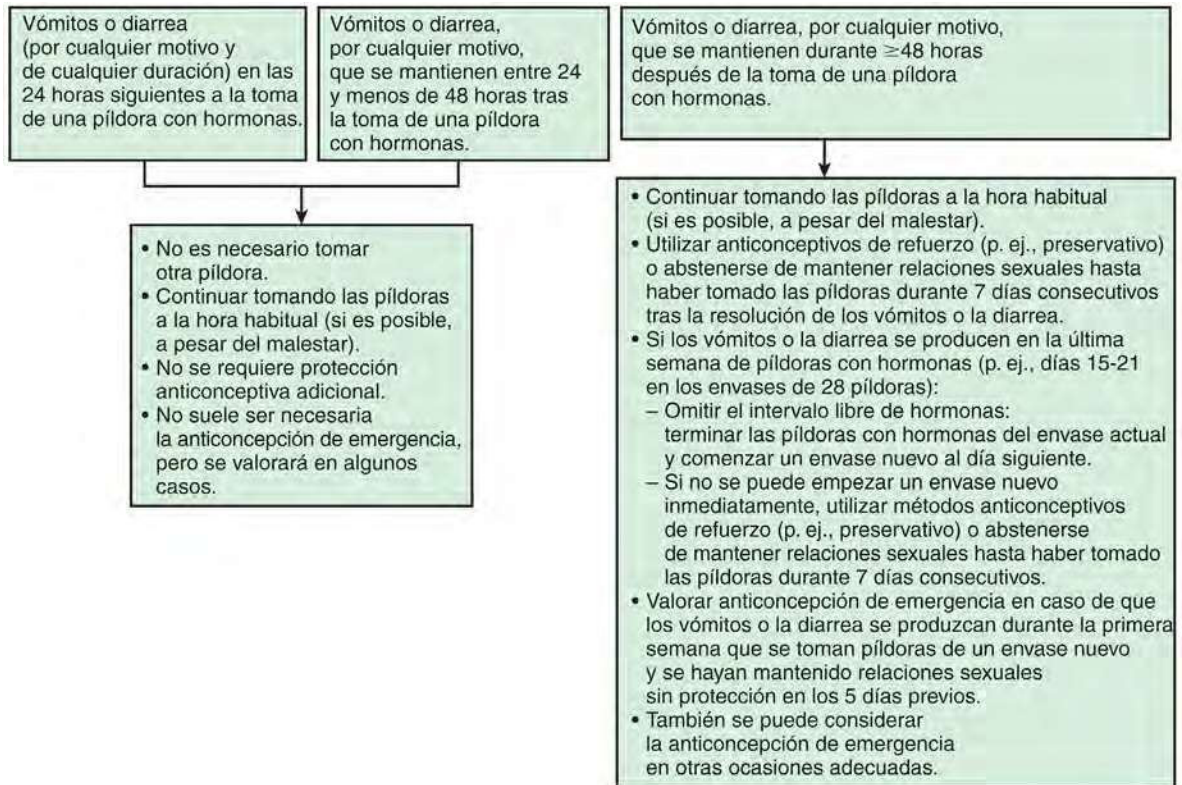 Vómitos o diarrea
(por cualquier motivo y
de cualquier duración) en las
24 horas siguientes a la toma
de una píldora con hormonas.
Vómitos o diarrea,
por cualquier motivo,
que se mantienen entre 24
y menos de 48 horas tras
la toma de una píldora
con hormonas.
Vómitos o diarrea, por cualquier motivo,
que se mantienen durante ≥48 horas
después de la toma de una píldora
con hormonas.
• No es necesario tomar
otra píldora.
• Continuar tomando las píldoras
a la hora habitual (si es posible,
a pesar del malestar).
• No se requiere protección
anticonceptiva adicional.
• No suele ser necesaria
la anticoncepción de emergencia,
pero se valorará en algunos
casos.
• Continuar tomando las píldoras a la hora habitual
(si es posible, a pesar del malestar).
• Utilizar anticonceptivos de refuerzo (p. ej., preservativo)
o abstenerse de mantener relaciones sexuales hasta
haber tomado las píldoras durante 7 días consecutivos
tras la resolución de los vómitos o la diarrea.
• Si los vómitos o la diarrea se producen en la última
semana de píldoras con hormonas (p. ej., días 15-21
en los envases de 28 píldoras):
– Omitir el intervalo libre de hormonas:
terminar las píldoras con hormonas del envase actual
y comenzar un envase nuevo al día siguiente.
– Si no se puede empezar un envase nuevo
inmediatamente, utilizar métodos anticonceptivos
de refuerzo (p. ej., preservativo) o abstenerse
de mantener relaciones sexuales hasta haber tomado
las píldoras durante 7 días consecutivos.
• Valorar anticoncepción de emergencia en caso de que
los vómitos o la diarrea se produzcan durante la primera
semana que se toman píldoras de un envase nuevo
y se hayan mantenido relaciones sexuales
sin protección en los 5 días previos.
• También se puede considerar
la anticoncepción de emergencia
en otras ocasiones adecuadas.